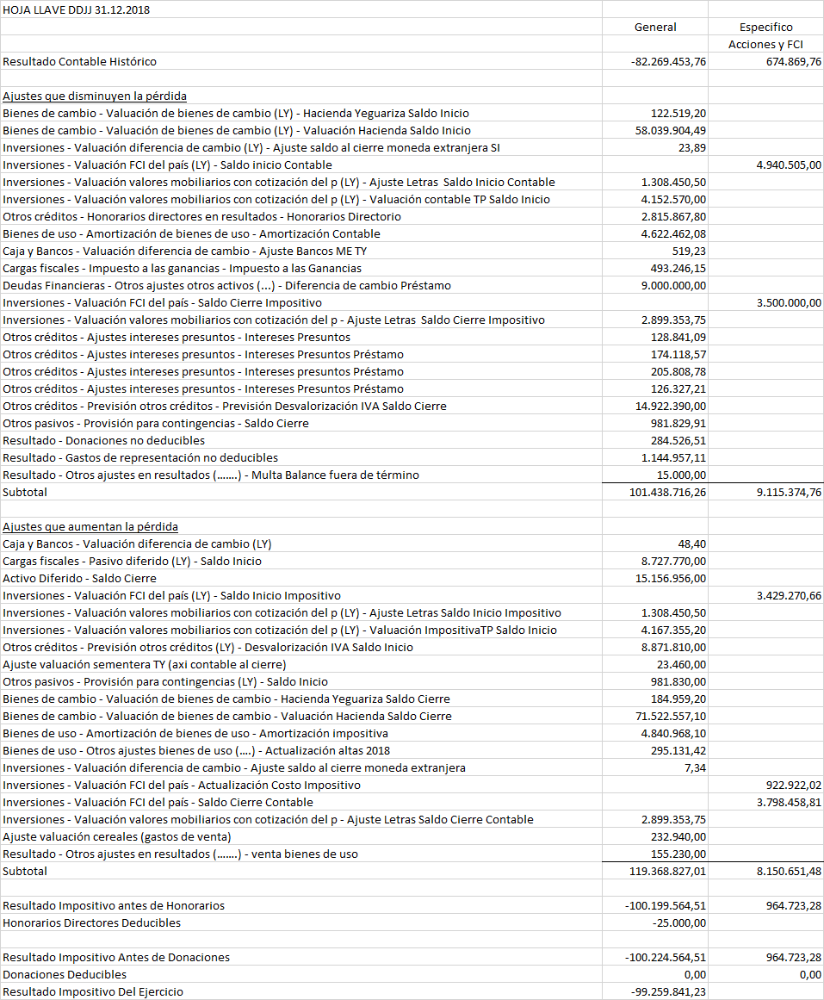 HOJA LLAVE DDJJ 31.12.2018
General Especifico
Acciones y FCI
Resultado Contable Histórico -82.269.453,76 674.869,76
Ajustes que disminuyen la pérdida
Bienes de cambio - Valuación de bienes de cambio (LY) - Hacienda Yeguariza Saldo Inicio 122.519,20
Bienes de cambio - Valuación de bienes de cambio (LY) - Valuación Hacienda Saldo Inicio 58.039.904,49
Inversiones - Valuación diferencia de cambio (LY) - Ajuste saldo al cierre moneda extranjera SI 23,89
Inversiones - Valuación FCI del país (LY) - Saldo inicio Contable 4.940.505,00
Inversiones - Valuación valores mobiliarios con cotización del p (LY) - Ajuste Letras  Saldo Inicio Contable 1.308.450,50
Inversiones - Valuación valores mobiliarios con cotización del p (LY) - Valuación contable TP Saldo Inicio 4.152.570,00
Otros créditos - Honorarios directores en resultados - Honorarios Directorio 2.815.867,80
Bienes de uso - Amortización de bienes de uso - Amortización Contable 4.622.462,08
Caja y Bancos - Valuación diferencia de cambio - Ajuste Bancos ME TY 519,23
Cargas fiscales - Impuesto a las ganancias - Impuesto a las Ganancias 493.246,15
Deudas Financieras - Otros ajustes otros activos (...) - Diferencia de cambio Préstamo 9.000.000,00
Inversiones - Valuación FCI del país - Saldo Cierre Impositivo 3.500.000,00
Inversiones - Valuación valores mobiliarios con cotización del p - Ajuste Letras  Saldo Cierre Impositivo 2.899.353,75
Otros créditos - Ajustes intereses presuntos - Intereses Presuntos 128.841,09
Otros créditos - Ajustes intereses presuntos - Intereses Presuntos Préstamo 174.118,57
Otros créditos - Ajustes intereses presuntos - Intereses Presuntos Préstamo 205.808,78
Otros créditos - Ajustes intereses presuntos - Intereses Presuntos Préstamo 126.327,21
Otros créditos - Previsión otros créditos - Previsión Desvalorización IVA Saldo Cierre 14.922.390,00
Otros pasivos - Provisión para contingencias - Saldo Cierre 981.829,91
Resultado - Donaciones no deducibles 284.526,51
Resultado - Gastos de representación no deducibles 1.144.957,11
Resultado - Otros ajustes en resultados (.......) - Multa Balance fuera de término 15.000,00
Subtotal 101.438.716,26 9.115.374,76
Ajustes que aumentan la pérdida
Caja y Bancos - Valuación diferencia de cambio (LY) 48,40
Cargas fiscales - Pasivo diferido (LY) - Saldo Inicio 8.727.770,00
Activo Diferido - Saldo Cierre 15.156.956,00
Inversiones - Valuación FCI del país (LY) - Saldo Inicio Impositivo 3.429.270,66
Inversiones - Valuación valores mobiliarios con cotización del p (LY) - Ajuste Letras Saldo Inicio Impositivo 1.308.450,50
Inversiones - Valuación valores mobiliarios con cotización del p (LY) - Valuación ImpositivaTP Saldo Inicio 4.167.355,20
Otros créditos - Previsión otros créditos (LY) - Desvalorización IVA Saldo Inicio 8.871.810,00
Ajuste valuación sementera TY (axi contable al cierre) 23.460,00
Otros pasivos - Provisión para contingencias (LY) - Saldo Inicio 981.830,00
Bienes de cambio - Valuación de bienes de cambio - Hacienda Yeguariza Saldo Cierre 184.959,20
Bienes de cambio - Valuación de bienes de cambio - Valuación Hacienda Saldo Cierre 71.522.557,10
Bienes de uso - Amortización de bienes de uso - Amortización impositiva 4.840.968,10
Bienes de uso - Otros ajustes bienes de uso (....) - Actualización altas 2018 295.131,42
Inversiones - Valuación diferencia de cambio - Ajuste saldo al cierre moneda extranjera 7,34
Inversiones - Valuación FCI del país - Actualización Costo Impositivo 922.922,02
Inversiones - Valuación FCI del país - Saldo Cierre Contable 3.798.458,81
Inversiones - Valuación valores mobiliarios con cotización del p - Ajuste Letras Saldo Cierre Contable 2.899.353,75
Ajuste valuación cereales (gastos de venta) 232.940,00
Resultado - Otros ajustes en resultados (.......) - venta bienes de uso 155.230,00
Subtotal 119.368.827,01 8.150.651,48
Resultado Impositivo antes de Honorarios -100.199.564,51 964.723,28
Honorarios Directores Deducibles -25.000,00
Resultado Impositivo Antes de Donaciones -100.224.564,51 964.723,28
Donaciones Deducibles 0,00 0,00
Resultado Impositivo Del Ejercicio -99.259.841,23